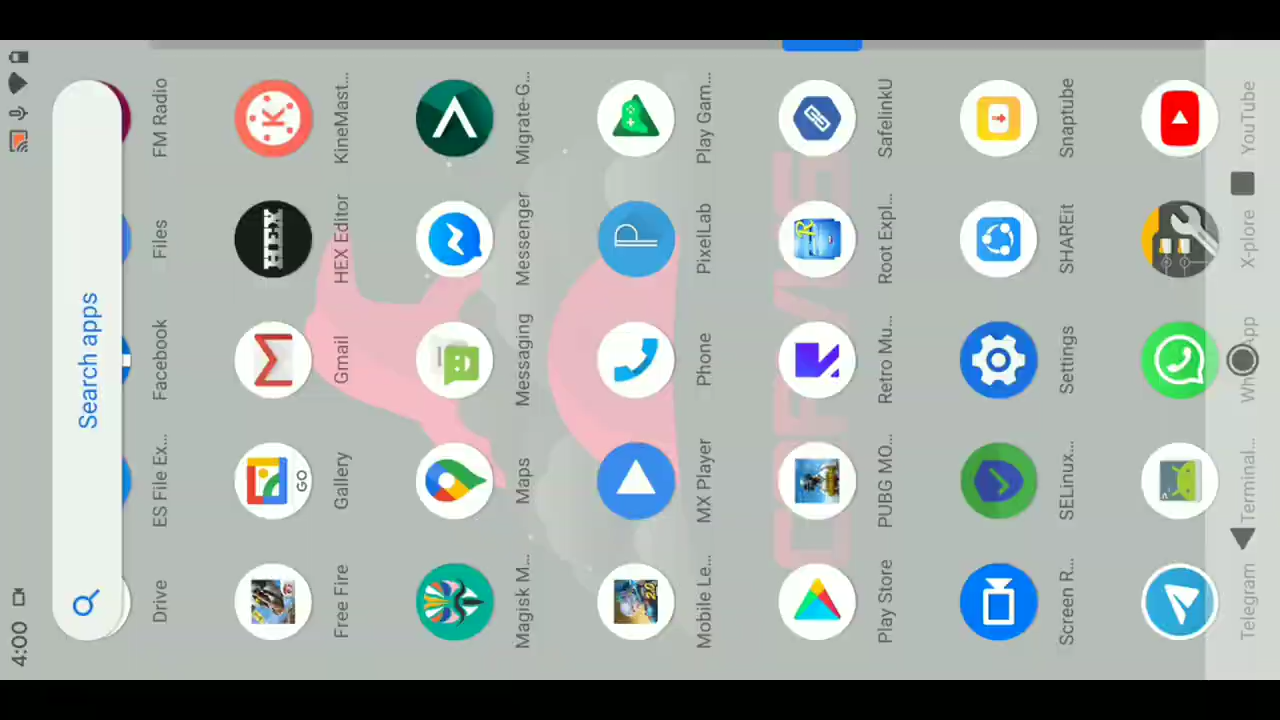 4:00
Search apps
Drive ES File Ex... Facebook Files FM Radio
GO HEX
Free Fire Gallery Gmail HEX Editor KineMast...
Magisk M... Maps Messaging Messenger Migrate-G...
Mobile Le... MX Player Phone PixelLab Play Gam...
Play Store PUBG MO... Retro Mu... Root Expl... SafelinkU
Screen R... SELinux... Settings SHAREit Snaptube
Telegram Terminal... X-plore YouTube